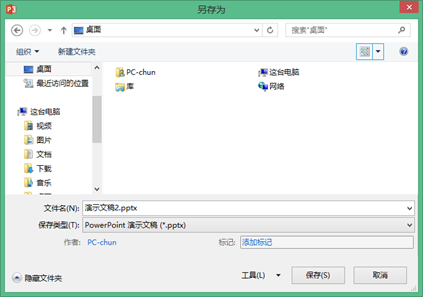 另存为
桌面
搜索"桌面"
组织 新建文件夹
桌面
最近访问的位置
这台电脑
视频
图片
文档
下载
音乐
PC-chun
库
这台电脑
网络
文件名(N): 演示文稿2.pptx
保存类型(T): PowerPoint 演示文稿 (*.pptx)
作者: PC-chun 标记: 添加标记
隐藏文件夹 工具(L) 保存(S) 取消